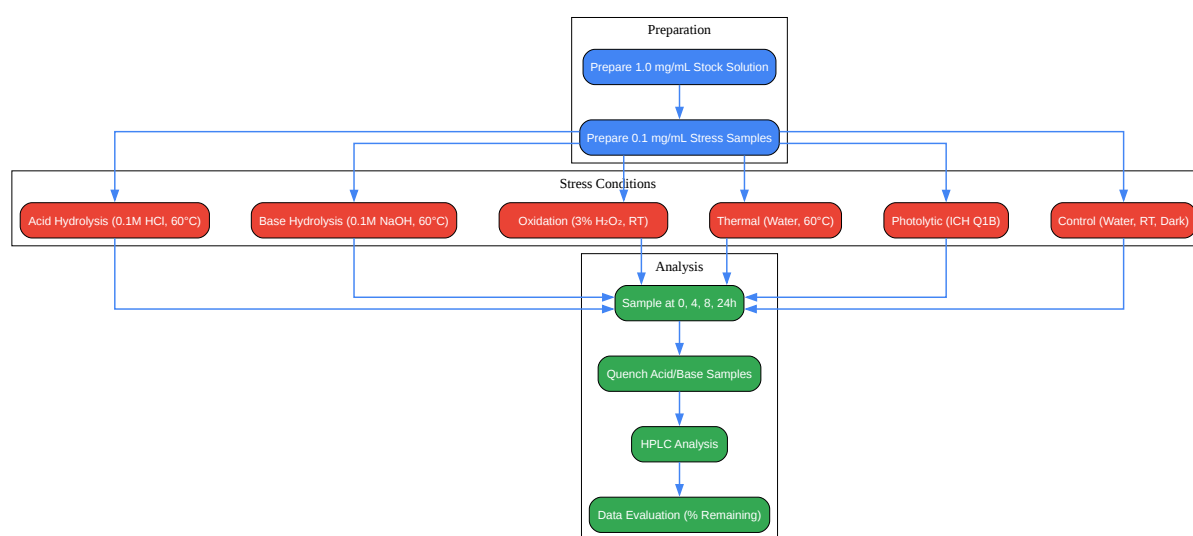 Preparation
Prepare 1.0 mg/mL Stock Solution
Prepare 0.1 mg/mL Stress Samples
Stress Conditions
Acid Hydrolysis (0.1M HCl, 60°C)
Base Hydrolysis (0.1M NaOH, 60°C)
Oxidation (3% H₂O₂, RT)
Thermal (Water, 60°C)
Photolytic (ICH Q1B)
Control (Water, RT, Dark)
Analysis
Sample at 0, 4, 8, 24h
Quench Acid/Base Samples
HPLC Analysis
Data Evaluation (% Remaining)